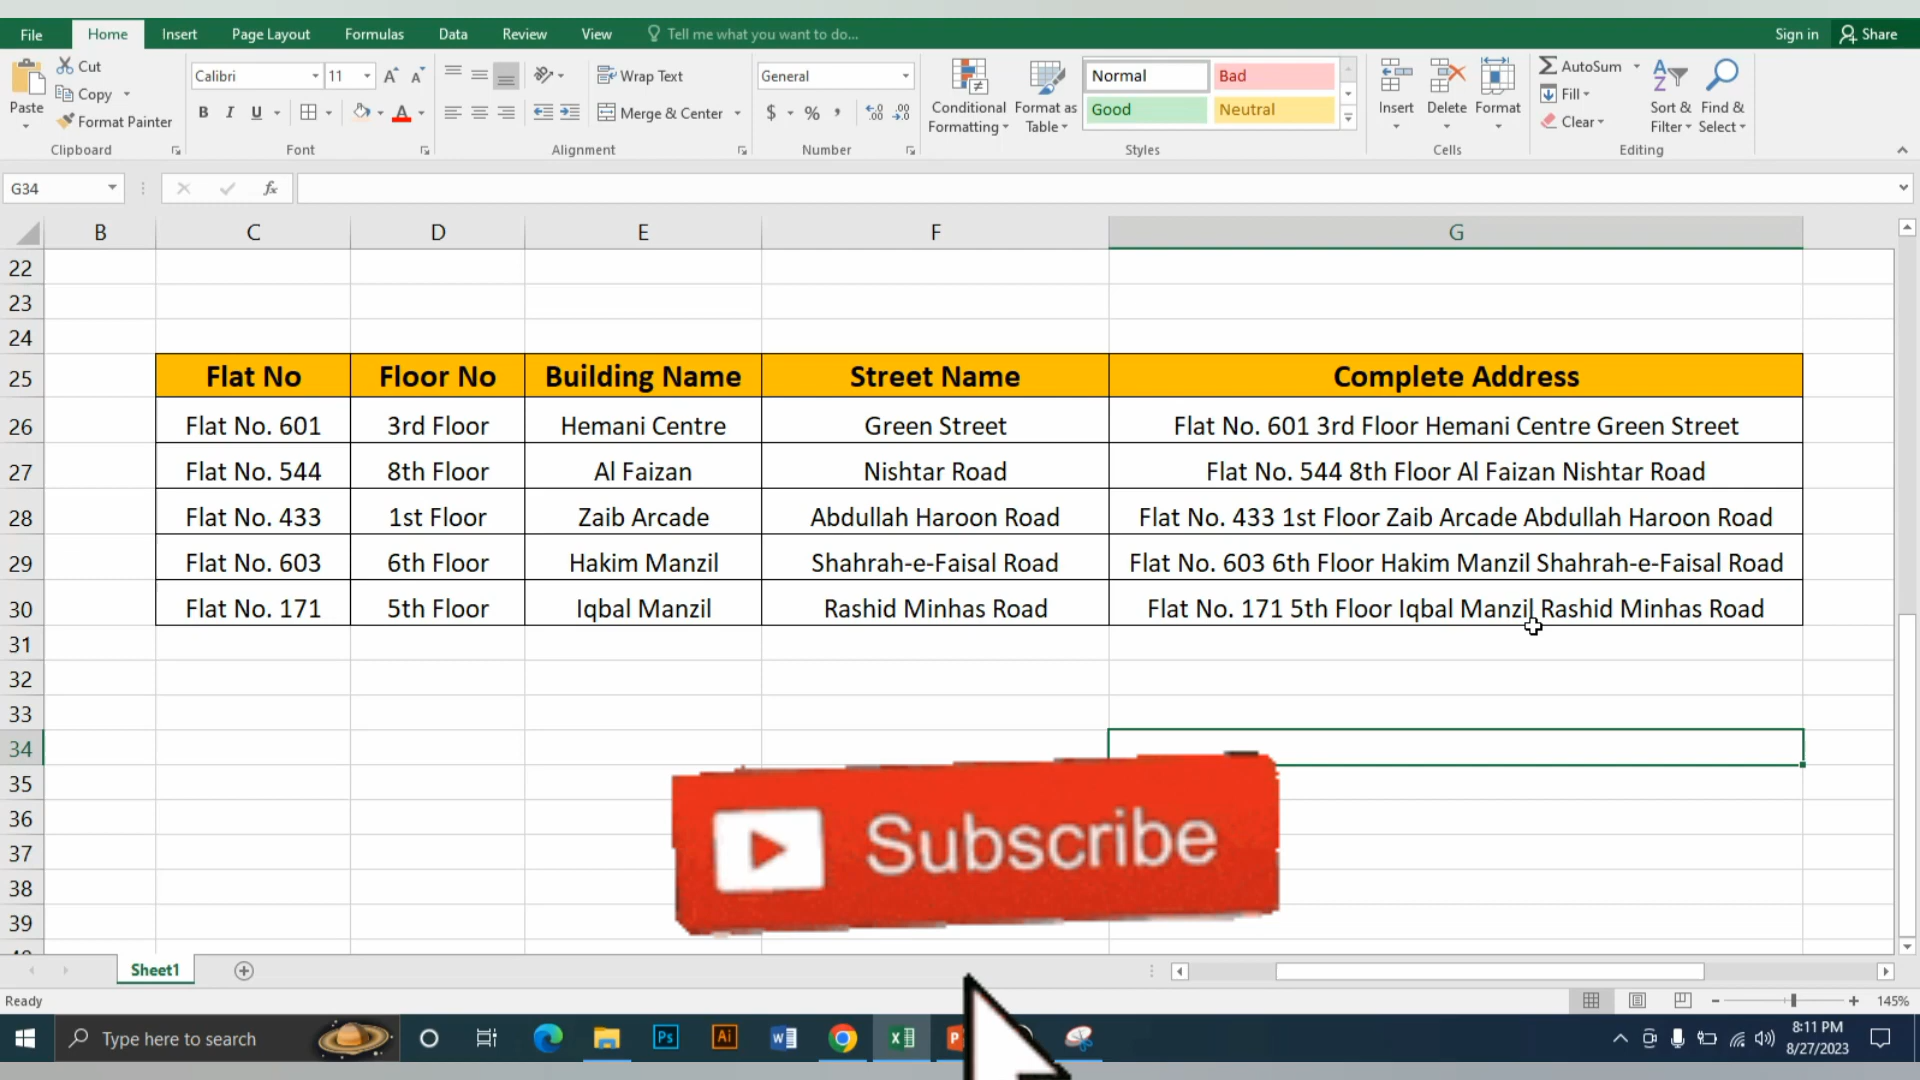 File Home Insert Page Layout Formulas Data Review View Tell me what you want to do... Sign in Share
Cut
Copy
Format Painter
Paste
Clipboard
Calibri 11
B I U
Font
Wrap Text
Merge & Center
Alignment
General
$ % ,
Number
Conditional Formatting
Format as Table
Normal Bad
Good Neutral
Styles
Insert Delete Format
Cells
AutoSum
Fill
Clear
Sort & Filter
Find & Select
Editing
G34 fx
B C D E F G
22
23
24
25 Flat No Floor No Building Name Street Name Complete Address
26 Flat No. 601 3rd Floor Hemani Centre Green Street Flat No. 601 3rd Floor Hemani Centre Green Street
27 Flat No. 544 8th Floor Al Faizan Nishtar Road Flat No. 544 8th Floor Al Faizan Nishtar Road
28 Flat No. 433 1st Floor Zaib Arcade Abdullah Haroon Road Flat No. 433 1st Floor Zaib Arcade Abdullah Haroon Road
29 Flat No. 603 6th Floor Hakim Manzil Shahrah-e-Faisal Road Flat No. 603 6th Floor Hakim Manzil Shahrah-e-Faisal Road
30 Flat No. 171 5th Floor Iqbal Manzil Rashid Minhas Road Flat No. 171 5th Floor Iqbal Manzil Rashid Minhas Road
31
32
33
34
35
36
37
38
39
Subscribe
Sheet1
Ready 145%
Type here to search
Ps Ai
8:11 PM
8/27/2023